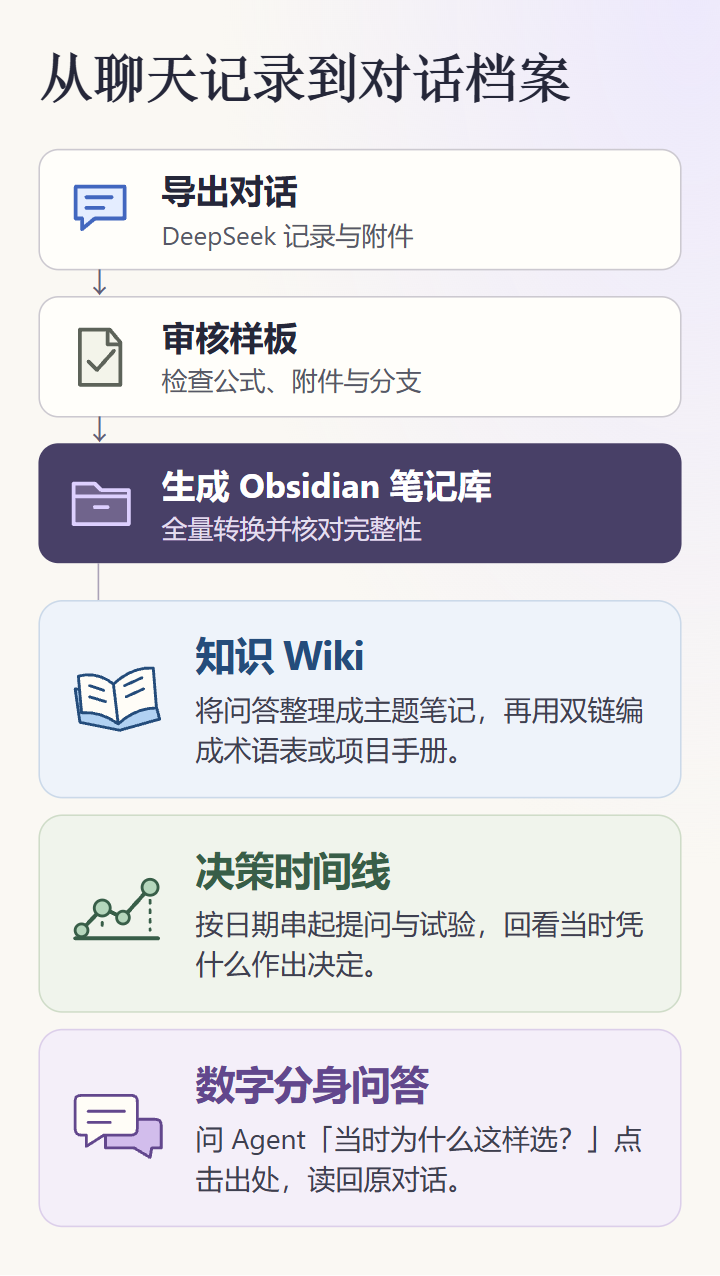 从聊天记录到对话档案
导出对话
DeepSeek 记录与附件
↓
审核样板
检查公式、附件与分支
↓
生成 Obsidian 笔记库
全量转换并核对完整性
知识 Wiki
将问答整理成主题笔记，再用双链编
成术语表或项目手册。
决策时间线
按日期串起提问与试验，回看当时凭
什么作出决定。
数字分身问答
问 Agent「当时为什么这样选？」点
击出处，读回原对话。